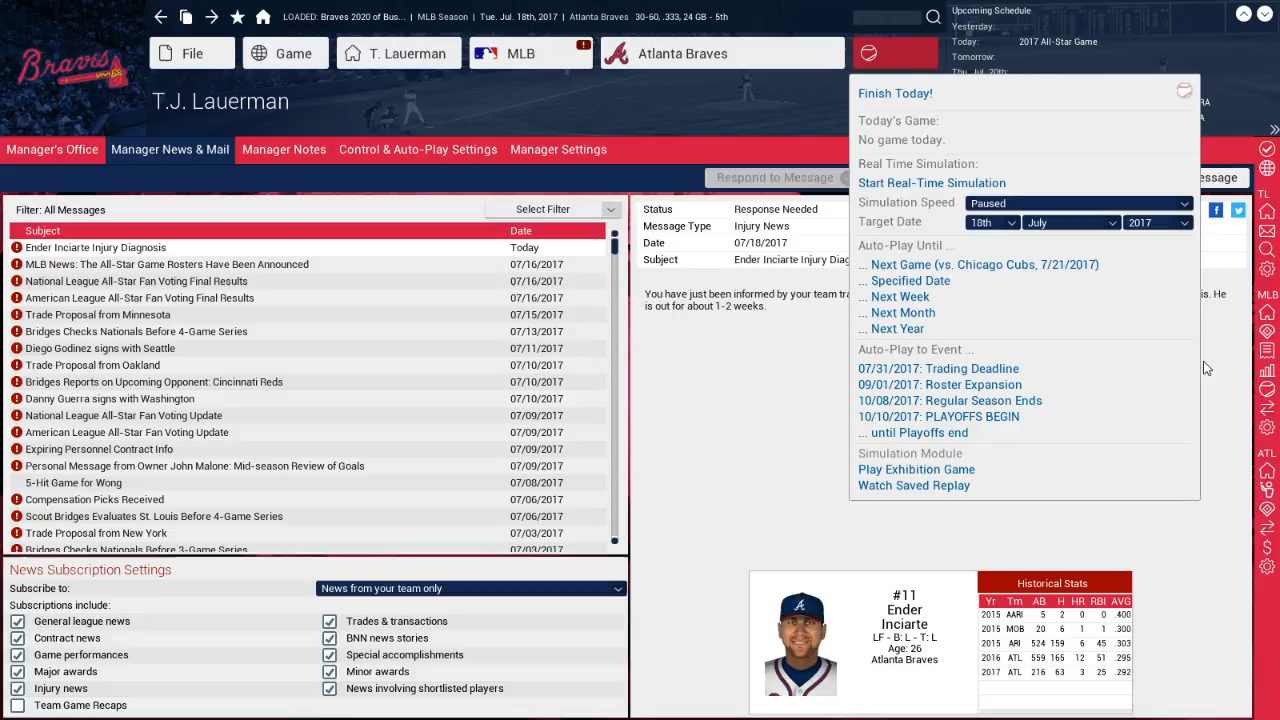 LOADED: Braves 2020 of Bus... | MLB Season | Tue. Jul. 18th, 2017 | Atlanta Braves 30-60, .333, 24 GB - 5th
Upcoming Schedule
Yesterday:
Today: 2017 All-Star Game
Tomorrow:
Thu. Jul. 20th:
Braves
File
Game
T. Lauerman
MLB
!
Atlanta Braves
T.J. Lauerman
RA
A
Manager's Office
Manager News & Mail
Manager Notes
Control & Auto-Play Settings
Manager Settings
Respond to Message
essage
Finish Today!
Today's Game:
No game today.
Real Time Simulation:
Start Real-Time Simulation
Simulation Speed Paused
Target Date 18th July 2017
Auto-Play Until ...
... Next Game (vs. Chicago Cubs, 7/21/2017)
... Specified Date
... Next Week
... Next Month
... Next Year
Auto-Play to Event ...
07/31/2017: Trading Deadline
09/01/2017: Roster Expansion
10/08/2017: Regular Season Ends
10/10/2017: PLAYOFFS BEGIN
... until Playoffs end
Simulation Module
Play Exhibition Game
Watch Saved Replay
Filter: All Messages
Select Filter
Subject Date
Ender Inciarte Injury Diagnosis Today
MLB News: The All-Star Game Rosters Have Been Announced 07/16/2017
National League All-Star Fan Voting Final Results 07/16/2017
American League All-Star Fan Voting Final Results 07/16/2017
Trade Proposal from Minnesota 07/15/2017
Bridges Checks Nationals Before 4-Game Series 07/13/2017
Diego Godinez signs with Seattle 07/11/2017
Trade Proposal from Oakland 07/10/2017
Bridges Reports on Upcoming Opponent: Cincinnati Reds 07/10/2017
Danny Guerra signs with Washington 07/10/2017
National League All-Star Fan Voting Update 07/09/2017
American League All-Star Fan Voting Update 07/09/2017
Expiring Personnel Contract Info 07/09/2017
Personal Message from Owner John Malone: Mid-season Review of Goals 07/09/2017
5-Hit Game for Wong 07/08/2017
Compensation Picks Received 07/06/2017
Scout Bridges Evaluates St. Louis Before 4-Game Series 07/06/2017
Trade Proposal from New York 07/03/2017
Bridges Checks Nationals Before 3-Game Series 07/03/2017
Status Response Needed
Message Type Injury News
Date 07/18/2017
Subject Ender Inciarte Injury Diag
You have just been informed by your team tra
is. He
is out for about 1-2 weeks.
News Subscription Settings
Subscribe to: News from your team only
Subscriptions include:
General league news
Trades & transactions
Contract news
BNN news stories
Game performances
Special accomplishments
Major awards
Minor awards
Injury news
News involving shortlisted players
Team Game Recaps
#11
Ender
Inciarte
LF - B: L - T: L
Age: 26
Atlanta Braves
Historical Stats
Yr Tm AB H HR RBI AVG
2015 AARI 5 2 0 0 .400
2015 MOB 20 6 1 1 .300
2015 ARI 524 159 6 45 .303
2016 ATL 559 165 12 51 .295
2017 ATL 216 63 3 25 .292
TL
MLB
ATL